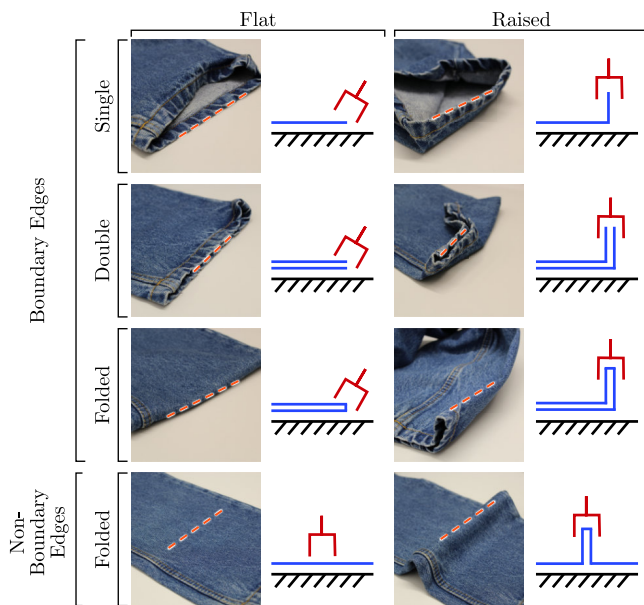 Flat
Raised
Boundary Edges
Single
Double
Folded
Non-
Boundary
Edges
Folded